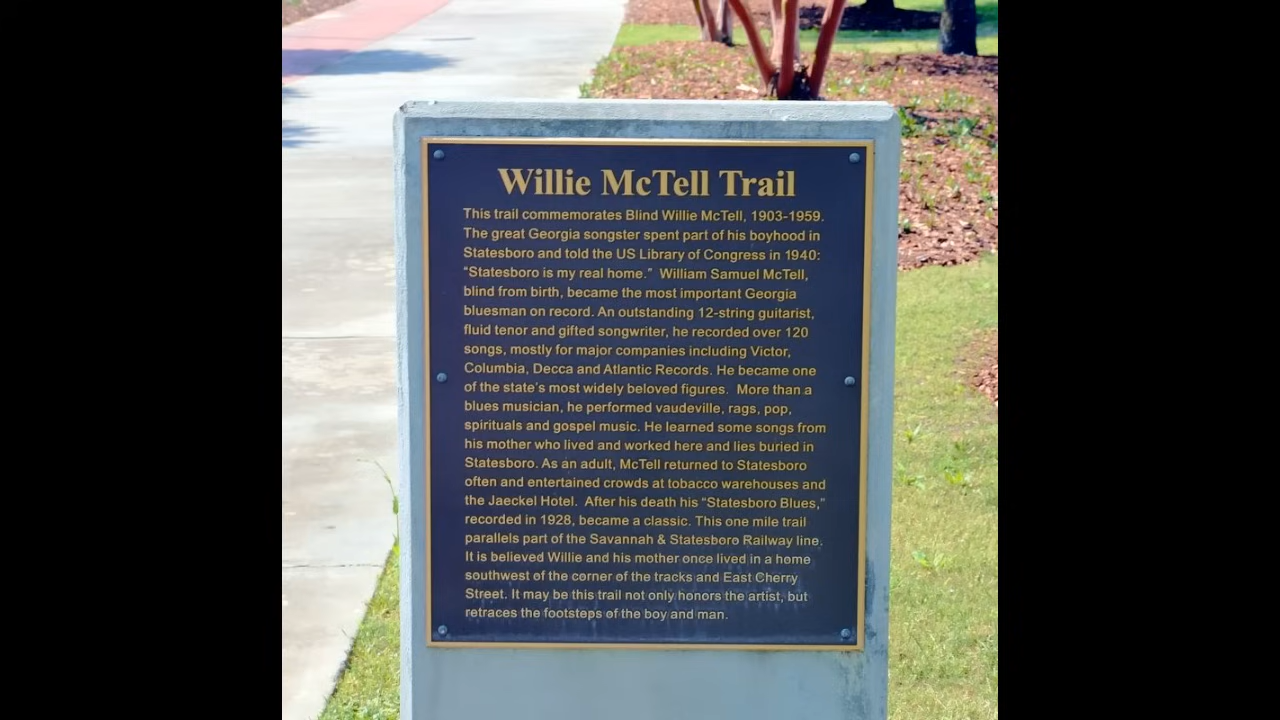 Willie McTell Trail
This trail commemorates Blind Willie McTell, 1903-1959.
The great Georgia songster spent part of his boyhood in
Statesboro and told the US Library of Congress in 1940:
“Statesboro is my real home.”  William Samuel McTell,
blind from birth, became the most important Georgia
bluesman on record. An outstanding 12-string guitarist,
fluid tenor and gifted songwriter, he recorded over 120
songs, mostly for major companies including Victor,
Columbia, Decca and Atlantic Records. He became one
of the state’s most widely beloved figures.  More than a
blues musician, he performed vaudeville, rags, pop,
spirituals and gospel music. He learned some songs from
his mother who lived and worked here and lies buried in
Statesboro. As an adult, McTell returned to Statesboro
often and entertained crowds at tobacco warehouses and
the Jaeckel Hotel.  After his death his “Statesboro Blues,”
recorded in 1928, became a classic. This one mile trail
parallels part of the Savannah & Statesboro Railway line.
It is believed Willie and his mother once lived in a home
southwest of the corner of the tracks and East Cherry
Street. It may be this trail not only honors the artist, but
retraces the footsteps of the boy and man.